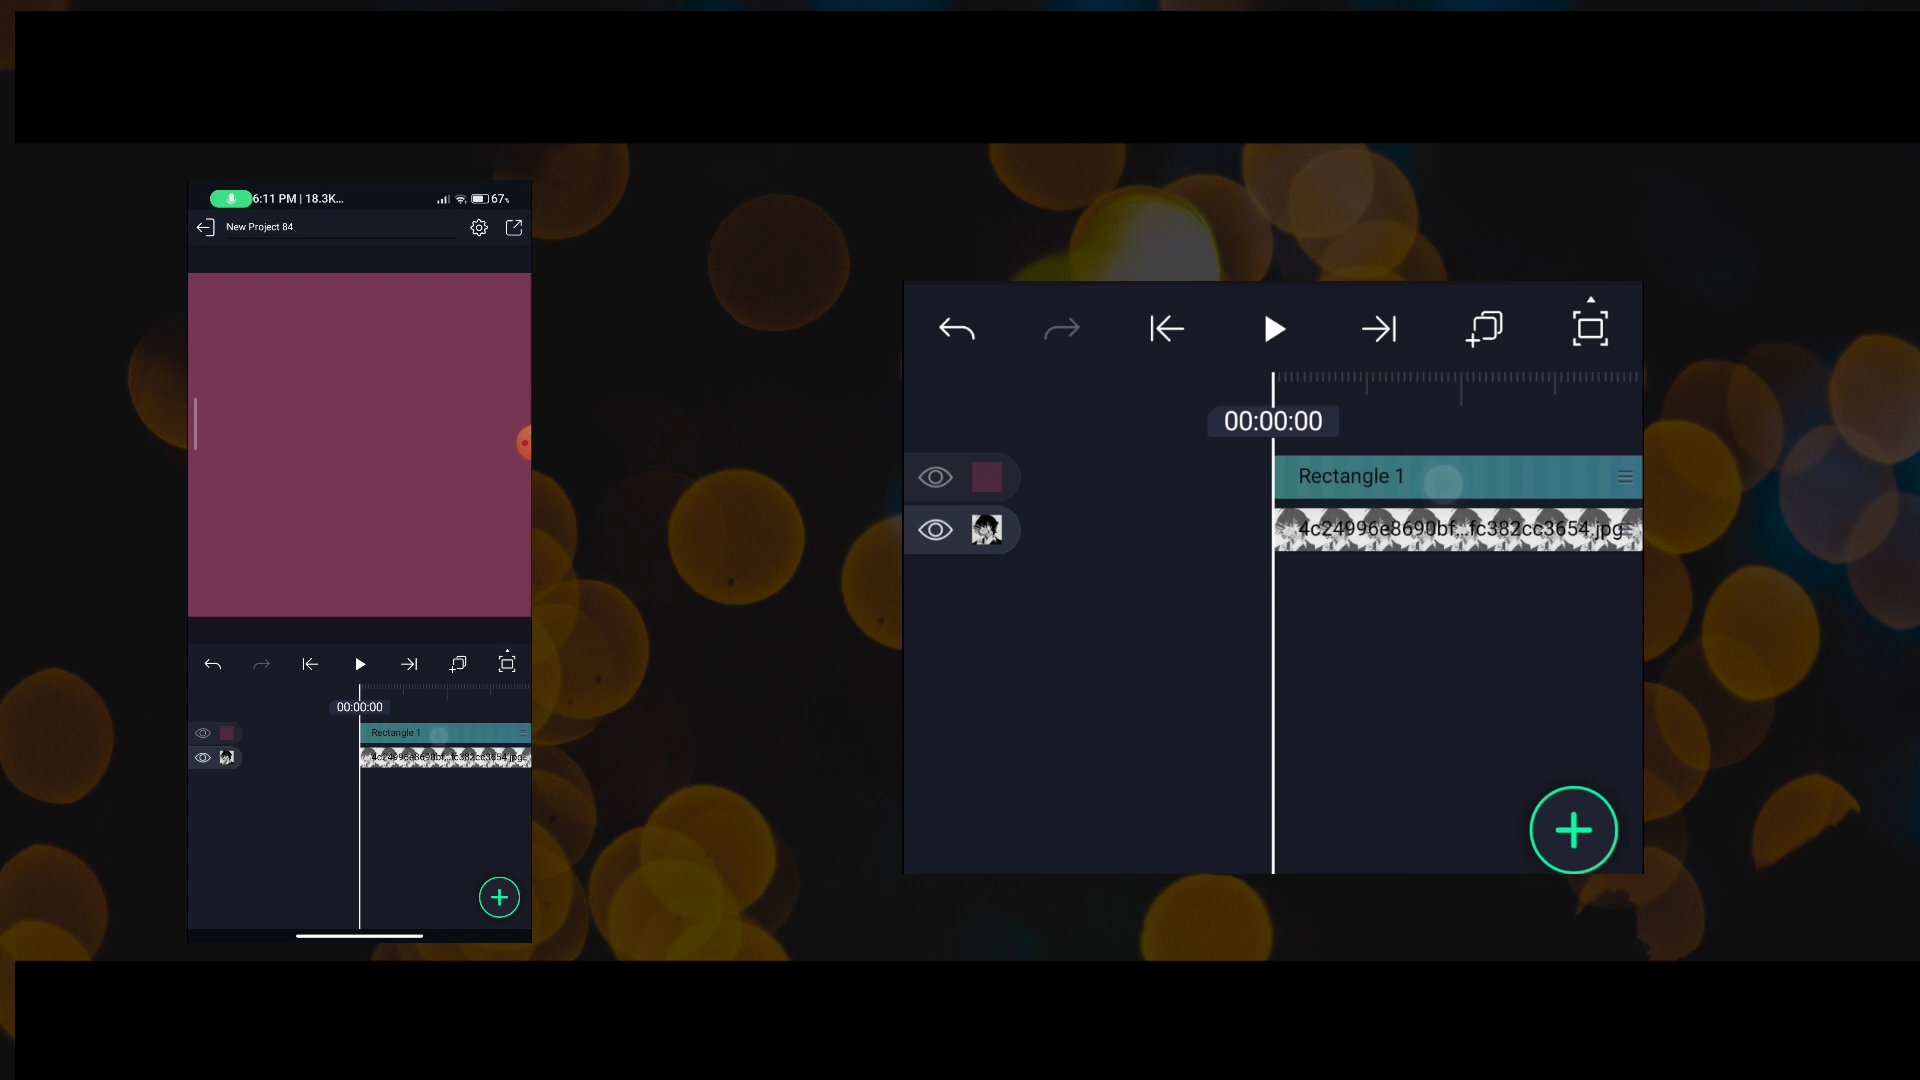 6:11 PM | 18.3K... 67%
New Project 84
00:00:00
Rectangle 1
4c24996e8690bf...fc382cc3654.jpg
00:00:00
Rectangle 1
4c24996e8690bf...fc382cc3654.jpg